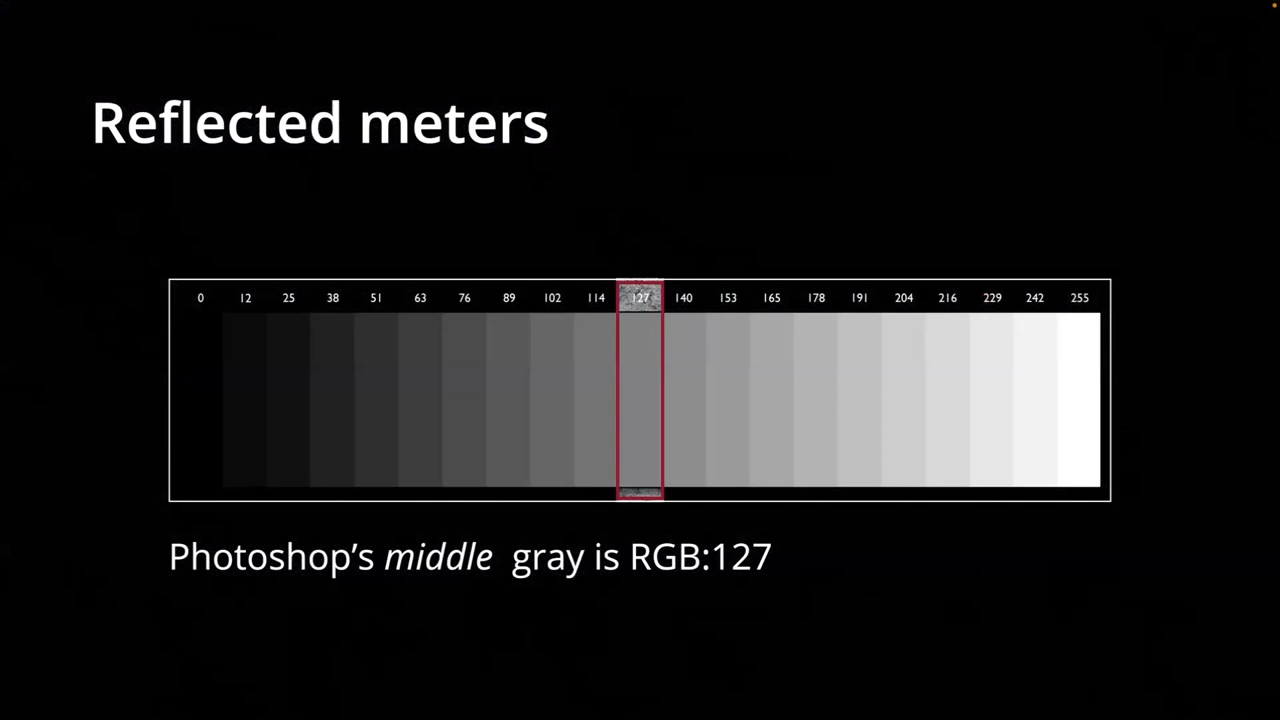 Reflected meters
0 12 25 38 51 63 76 89 102 114 127 140 153 165 178 191 204 216 229 242 255
Photoshop’s middle gray is RGB:127